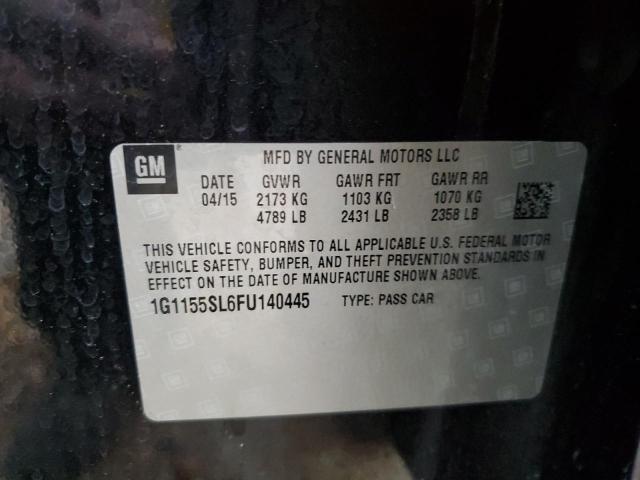 GM
MFD BY GENERAL MOTORS LLC
DATE GVWR GAWR FRT GAWR RR
04/15 2173 KG 1103 KG 1070 KG
4789 LB 2431 LB 2358 LB
THIS VEHICLE CONFORMS TO ALL APPLICABLE U.S. FEDERAL MOTOR
VEHICLE SAFETY, BUMPER, AND THEFT PREVENTION STANDARDS IN
EFFECT ON THE DATE OF MANUFACTURE SHOWN ABOVE.
1G1155SL6FU140445 TYPE: PASS CAR